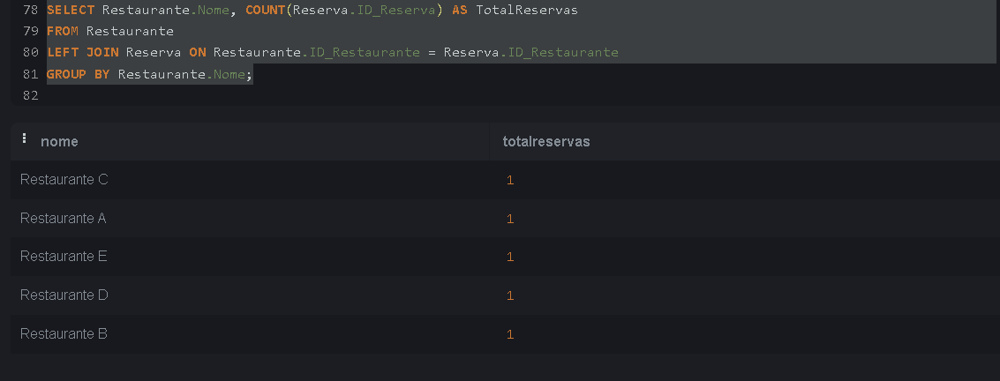 78 SELECT Restaurante.Nome, COUNT(Reserva.ID_Reserva) AS TotalReservas
79 FROM Restaurante
80 LEFT JOIN Reserva ON Restaurante.ID_Restaurante = Reserva.ID_Restaurante
81 GROUP BY Restaurante.Nome;
82
nome totalreservas
Restaurante C 1
Restaurante A 1
Restaurante E 1
Restaurante D 1
Restaurante B 1